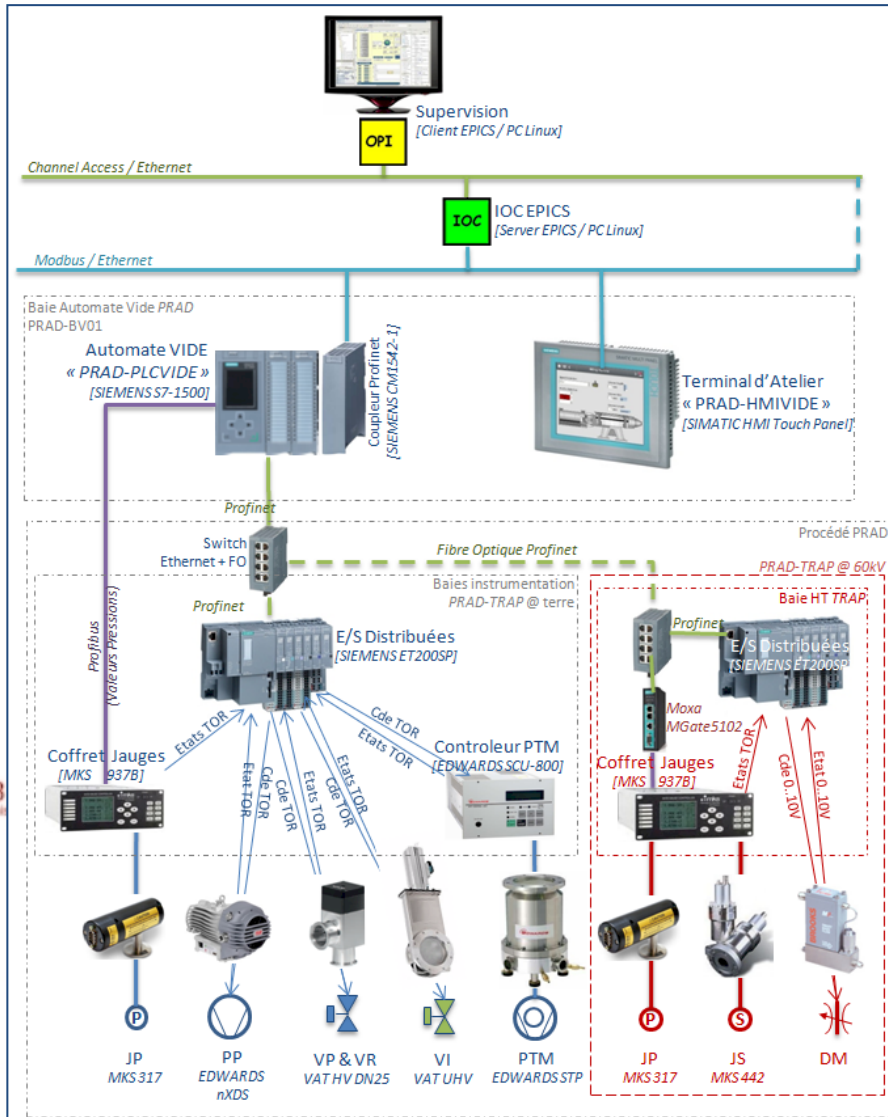 Supervision
[Client EPICS / PC Linux]
OPI
Channel Access / Ethernet
IOC
IOC EPICS
[Server EPICS / PC Linux]
Modbus / Ethernet
Baie Automate Vide PRAD
PRAD-BV01
Automate VIDE
« PRAD-PLCVIDE »
[SIEMENS S7-1500]
Coupleur Profinet
[SIEMENS CM1542-1]
Terminal d'Atelier
« PRAD-HMIVIDE »
[SIMATIC HMI Touch Panel]
Profinet
Procédé PRAD
Switch
Ethernet + FO
Fibre Optique Profinet
PRAD-TRAP @ 60kV
Baies instrumentation
PRAD-TRAP @ terre
Baie HT TRAP
Profinet
Profinet
Profibus
(Valeurs Pressions)
E/S Distribuées
[SIEMENS ET200SP]
E/S Distribuées
[SIEMENS ET200SP]
Moxa
MGate5102
Etats TOR
Etat TOR
Cde TOR
Cde TOR
Etats TOR
Cde TOR
Etats TOR
Cde TOR
Etats TOR
Coffret Jauges
[MKS 937B]
Controleur PTM
[EDWARDS SCU-800]
Coffret Jauges
[MKS 937B]
Etats TOR
Cde 0..10V
Etat 0..10V
BROOKS
P
P
S
JP
MKS 317
PP
EDWARDS
nXDS
VP & VR
VAT HV DN25
VI
VAT UHV
PTM
EDWARDS STP
JP
MKS 317
JS
MKS 442
DM